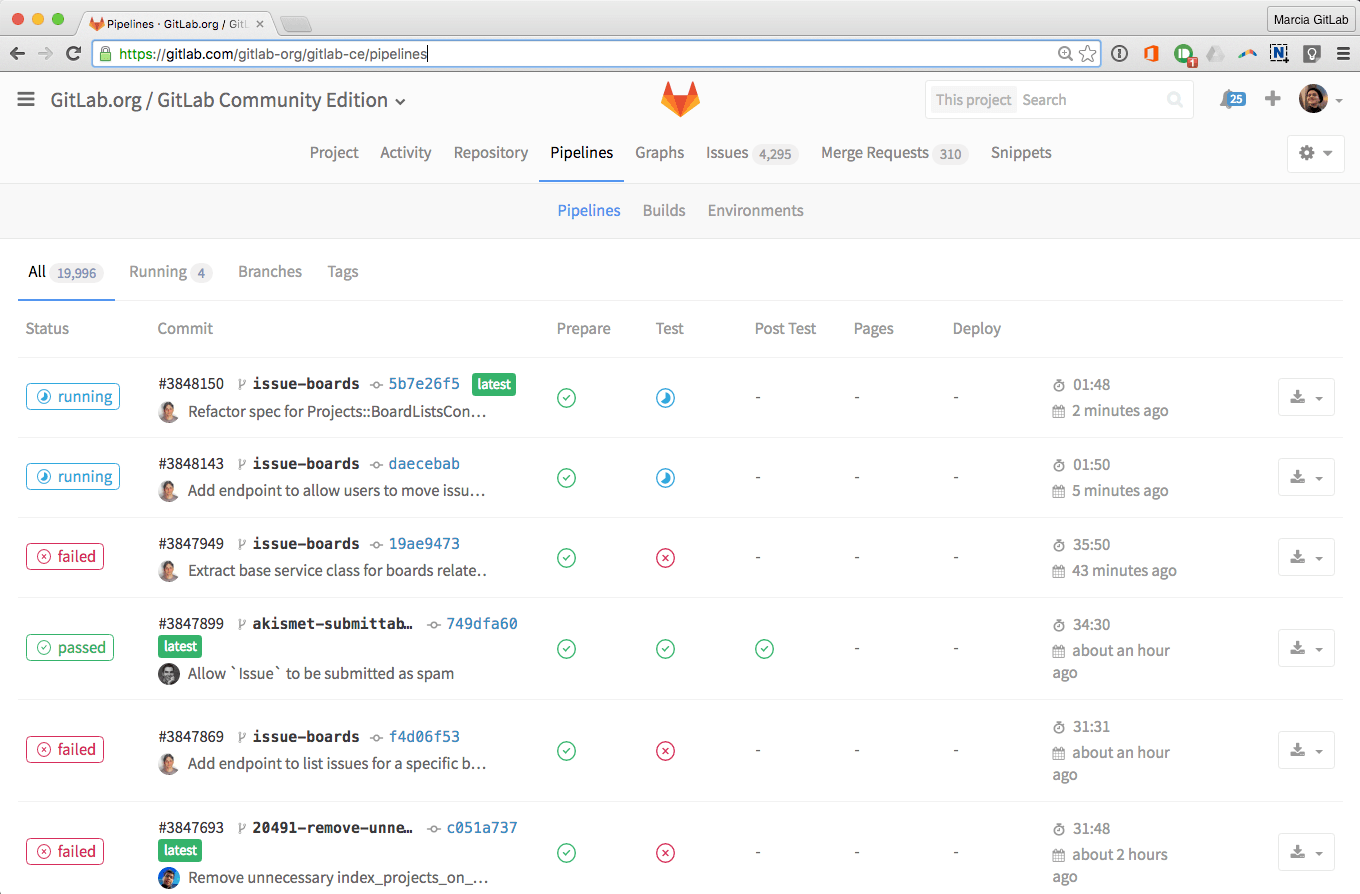 Pipelines · GitLab.org / GitL
Marcia GitLab
https://gitlab.com/gitlab-org/gitlab-ce/pipelines
1
GitLab.org / GitLab Community Edition
This project Search
25
Project Activity Repository Pipelines Graphs Issues 4,295 Merge Requests 310 Snippets
Pipelines Builds Environments
All 19,996 Running 4 Branches Tags
Status Commit Prepare Test Post Test Pages Deploy
running #3848150 issue-boards 5b7e26f5 latest - - - 01:48
Refactor spec for Projects::BoardListsCon… 2 minutes ago
running #3848143 issue-boards daecebab - - - 01:50
Add endpoint to allow users to move issu… 5 minutes ago
failed #3847949 issue-boards 19ae9473 - - - 35:50
Extract base service class for boards relate… 43 minutes ago
passed #3847899 akismet-submittab… 749dfa60 - - 34:30
latest about an hour
Allow `Issue` to be submitted as spam ago
failed #3847869 issue-boards f4d06f53 - - - 31:31
Add endpoint to list issues for a specific b… about an hour
ago
failed #3847693 20491-remove-unne… c051a737 - - - 31:48
latest about 2 hours
Remove unnecessary index_projects_on_… ago